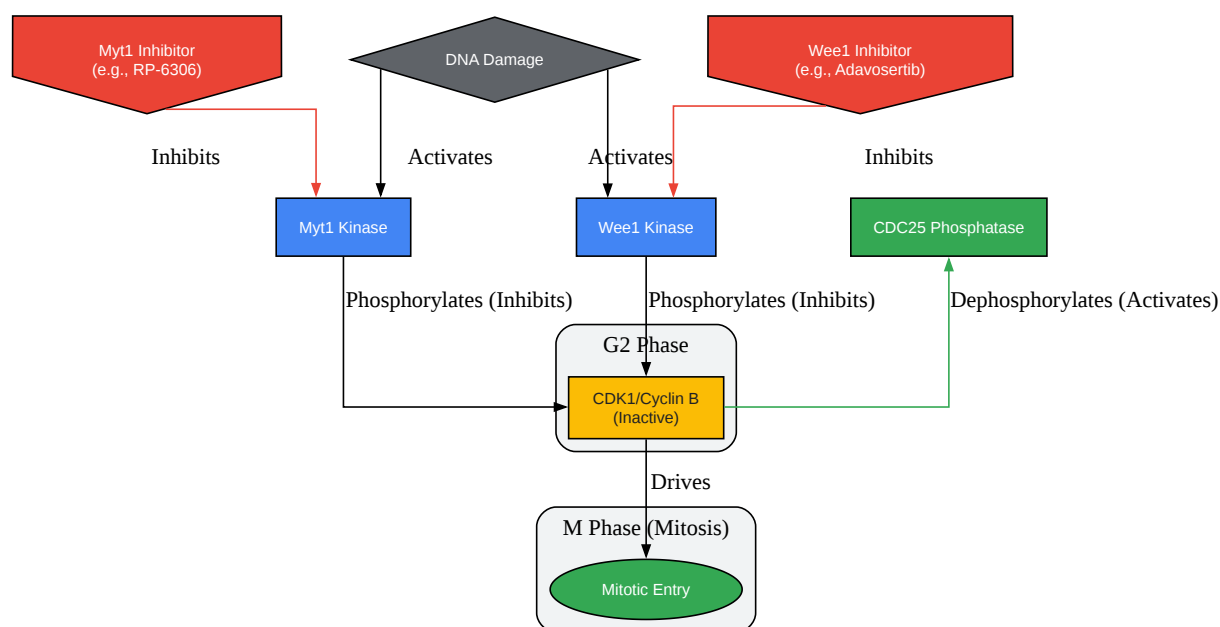 Myt1 Inhibitor
(e.g., RP-6306)
DNA Damage
Wee1 Inhibitor
(e.g., Adavosertib)
Inhibits
Activates
Activates
Inhibits
Myt1 Kinase
Wee1 Kinase
CDC25 Phosphatase
Phosphorylates (Inhibits)
Phosphorylates (Inhibits)
Dephosphorylates (Activates)
G2 Phase
CDK1/Cyclin B
(Inactive)
Drives
M Phase (Mitosis)
Mitotic Entry